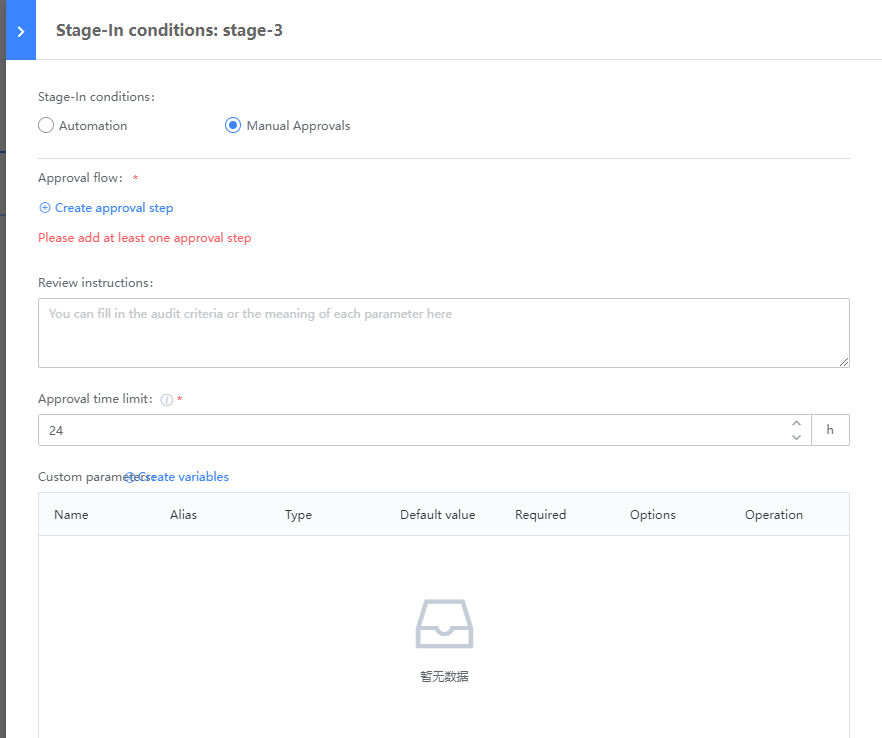 Stage-In conditions: stage-3
Stage-In conditions:
Automation
Manual Approvals
Approval flow: *
Create approval step
Please add at least one approval step
Review instructions:
You can fill in the audit criteria or the meaning of each parameter here
Approval time limit: *
24
h
Custom parameters:
Create variables
Name Alias Type Default value Required Options Operation
暂无数据